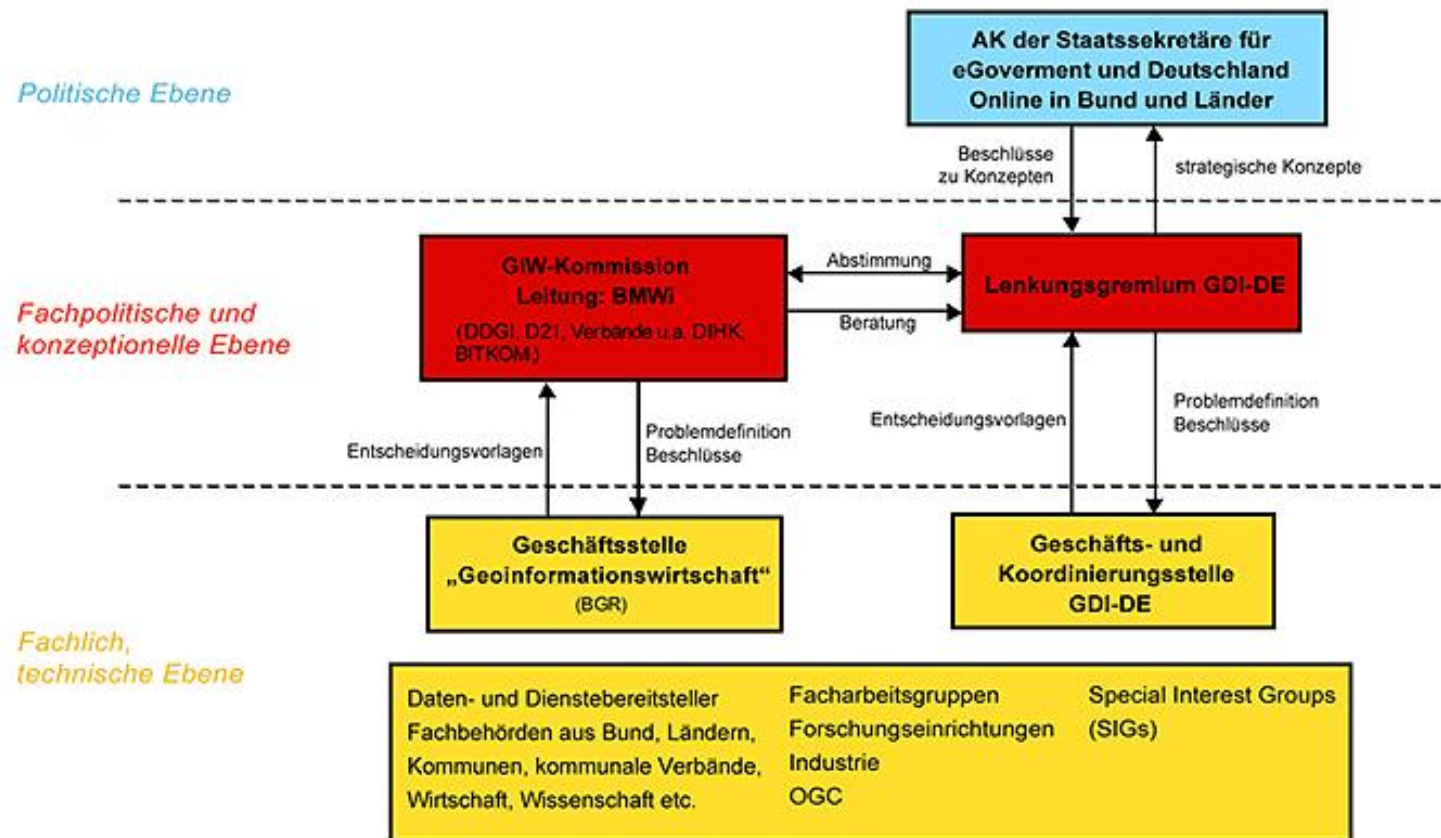 Politische Ebene
AK der Staatssekretäre für
eGoverment und Deutschland
Online in Bund und Länder
Beschlüsse
zu Konzepten
strategische Konzepte
Fachpolitische und
konzeptionelle Ebene
GIW-Kommission
Leitung: BMWi
(DDGI, D21, Verbände u.a. DIHK,
BITKOM)
Abstimmung
Beratung
Lenkungsgremium GDI-DE
Entscheidungsvorlagen
Problemdefinition
Beschlüsse
Entscheidungsvorlagen
Problemdefinition
Beschlüsse
Fachlich,
technische Ebene
Geschäftsstelle
„Geoinformationswirtschaft“
(BGR)
Geschäfts- und
Koordinierungsstelle
GDI-DE
Daten- und Dienstebereitsteller
Fachbehörden aus Bund, Ländern,
Kommunen, kommunale Verbände,
Wirtschaft, Wissenschaft etc.
Facharbeitsgruppen
Forschungseinrichtungen
Industrie
OGC
Special Interest Groups
(SIGs)